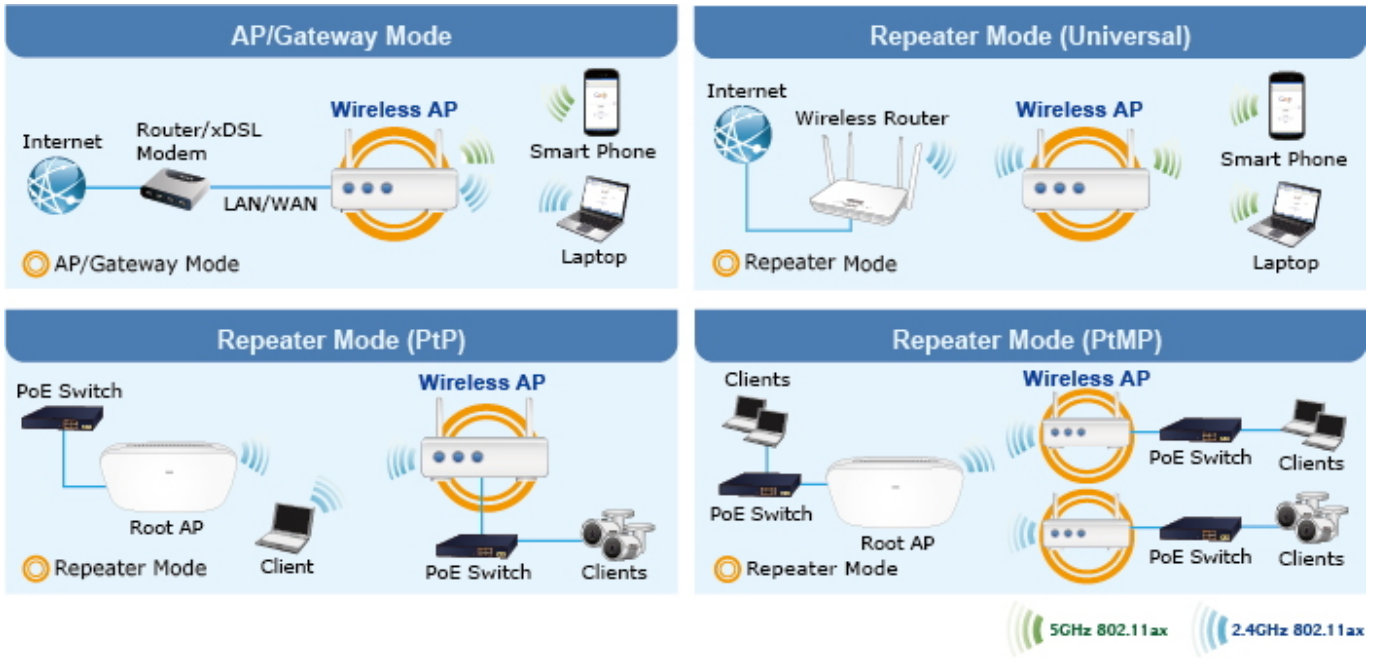 AP/Gateway Mode
Internet
Router/xDSL
Modem
LAN/WAN
Wireless AP
Smart Phone
Laptop
AP/Gateway Mode
Repeater Mode (Universal)
Internet
Wireless Router
Wireless AP
Smart Phone
Laptop
Repeater Mode
Repeater Mode (PtP)
PoE Switch
Root AP
Client
Wireless AP
PoE Switch
Clients
Repeater Mode
Repeater Mode (PtMP)
Clients
PoE Switch
Root AP
Wireless AP
PoE Switch
Clients
PoE Switch
Clients
Repeater Mode
5GHz 802.11ax
2.4GHz 802.11ax